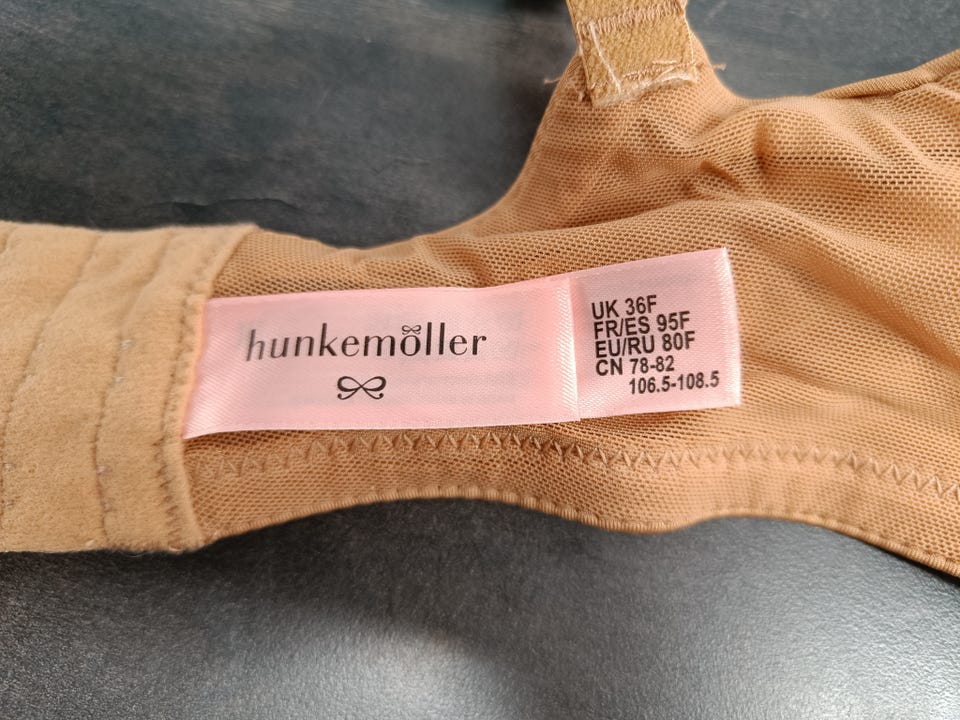 hunkemöller
UK 36F
FR/ES 95F
EU/RU 80F
CN 78-82
106.5-108.5